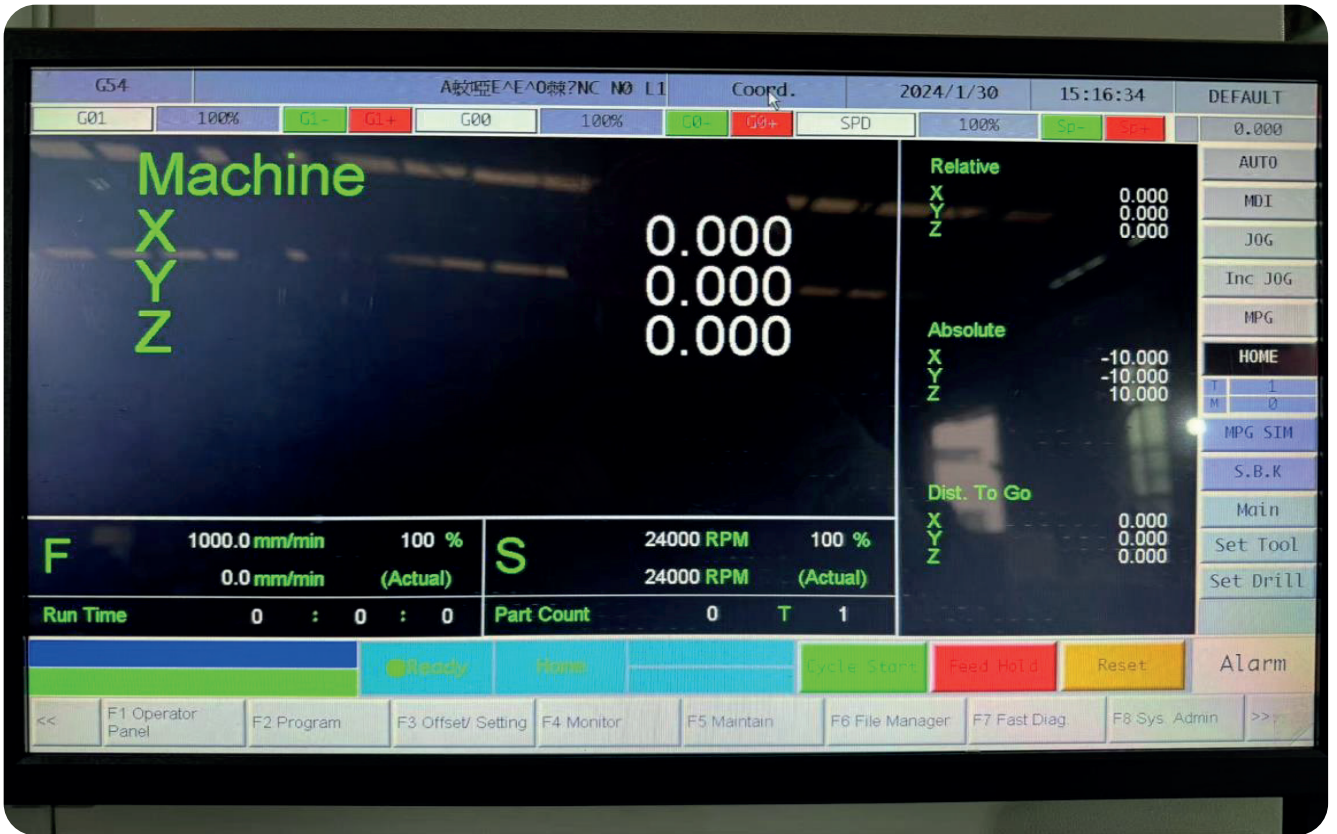 G54 A蚊啞E^E^O棘?NC N0 L1 Coord. 2024/1/30 15:16:34 DEFAULT
G01 100% G1- G1+ G00 100% G0- G0+ SPD 100% Sp- Sp+ 0.000
Machine
X 0.000
Y 0.000
Z 0.000
Relative
X 0.000
Y 0.000
Z 0.000
Absolute
X -10.000
Y -10.000
Z 10.000
Dist. To Go
X 0.000
Y 0.000
Z 0.000
AUTO
MDI
JOG
Inc JOG
MPG
HOME
T 1
M 0
MPG SIM
S.B.K
Main
Set Tool
Set Drill
F 1000.0 mm/min 100 %
0.0 mm/min (Actual)
S 24000 RPM 100 %
24000 RPM (Actual)
Run Time 0 : 0 : 0 Part Count 0 T 1
Ready Home Cycle Start Feed Hold Reset Alarm
<< F1 Operator
Panel
F2 Program F3 Offset/ Setting F4 Monitor F5 Maintain F6 File Manager F7 Fast Diag. F8 Sys. Admin >>